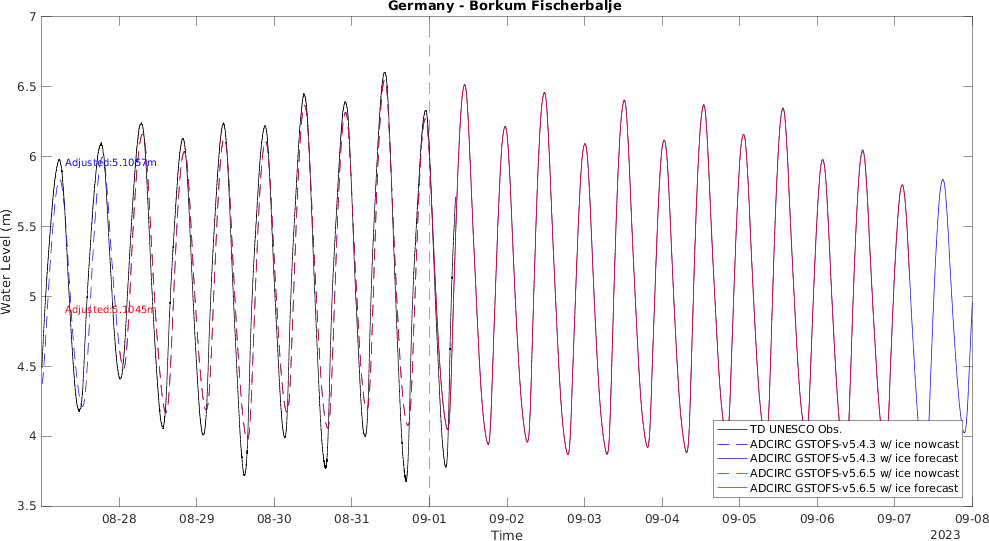 Germany - Borkum Fischerbalje
7
6.5
6
5.5
5
4.5
4
3.5
Water Level (m)
Adjusted:5.1057m
Adjusted:5.1045m
TD UNESCO Obs.
ADCIRC GSTOFS-v5.4.3 w/ ice nowcast
ADCIRC GSTOFS-v5.4.3 w/ ice forecast
ADCIRC GSTOFS-v5.6.5 w/ ice nowcast
ADCIRC GSTOFS-v5.6.5 w/ ice forecast
08-28 08-29 08-30 08-31 09-01 09-02 09-03 09-04 09-05 09-06 09-07 09-08
Time
2023